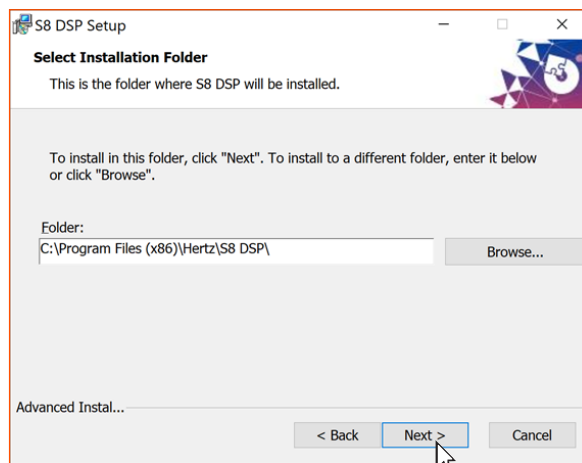 S8 DSP Setup
Select Installation Folder
This is the folder where S8 DSP will be installed.
To install in this folder, click "Next". To install to a different folder, enter it below
or click "Browse".
Folder:
C:\Program Files (x86)\Hertz\S8 DSP\
Browse...
Advanced Instal...
< Back
Next >
Cancel